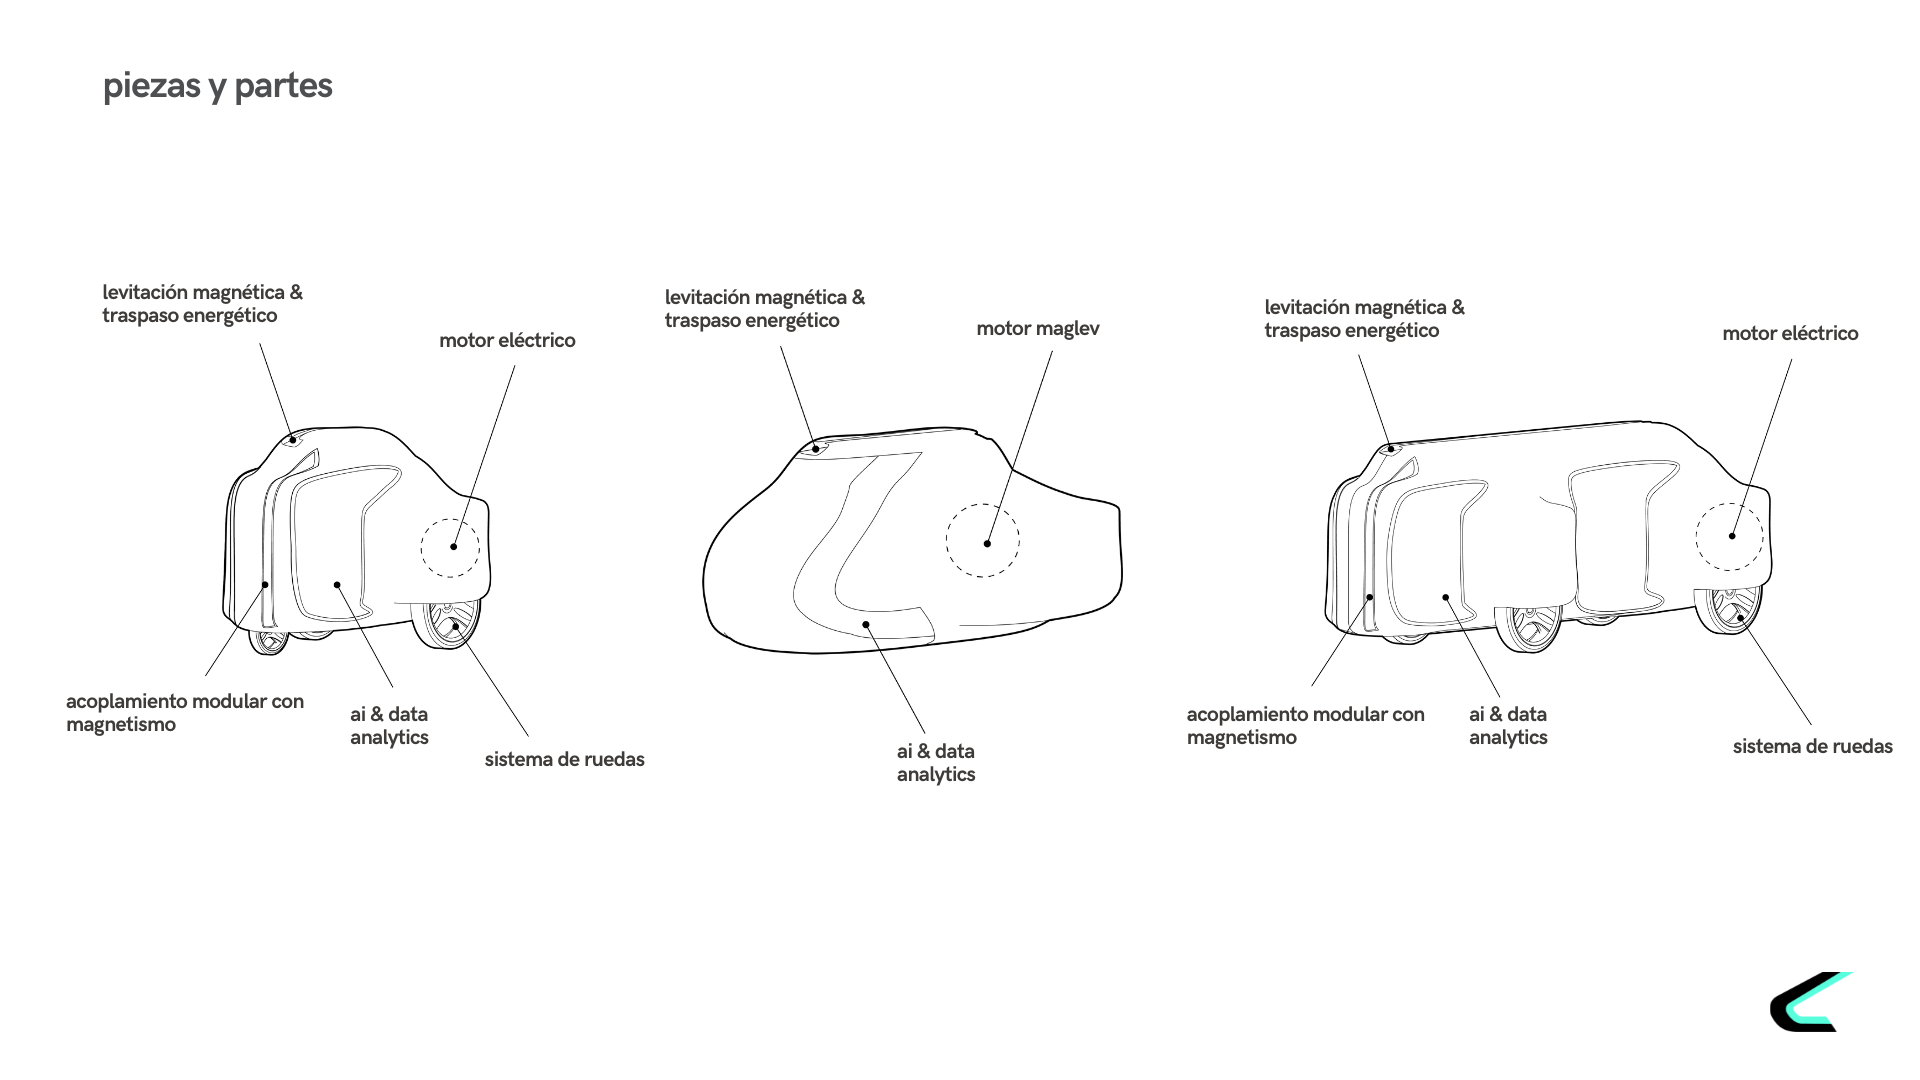 piezas y partes
levitación magnética &
traspaso energético
motor eléctrico
acoplamiento modular con
magnetismo
ai & data
analytics
sistema de ruedas
levitación magnética &
traspaso energético
motor maglev
ai & data
analytics
levitación magnética &
traspaso energético
motor eléctrico
acoplamiento modular con
magnetismo
ai & data
analytics
sistema de ruedas